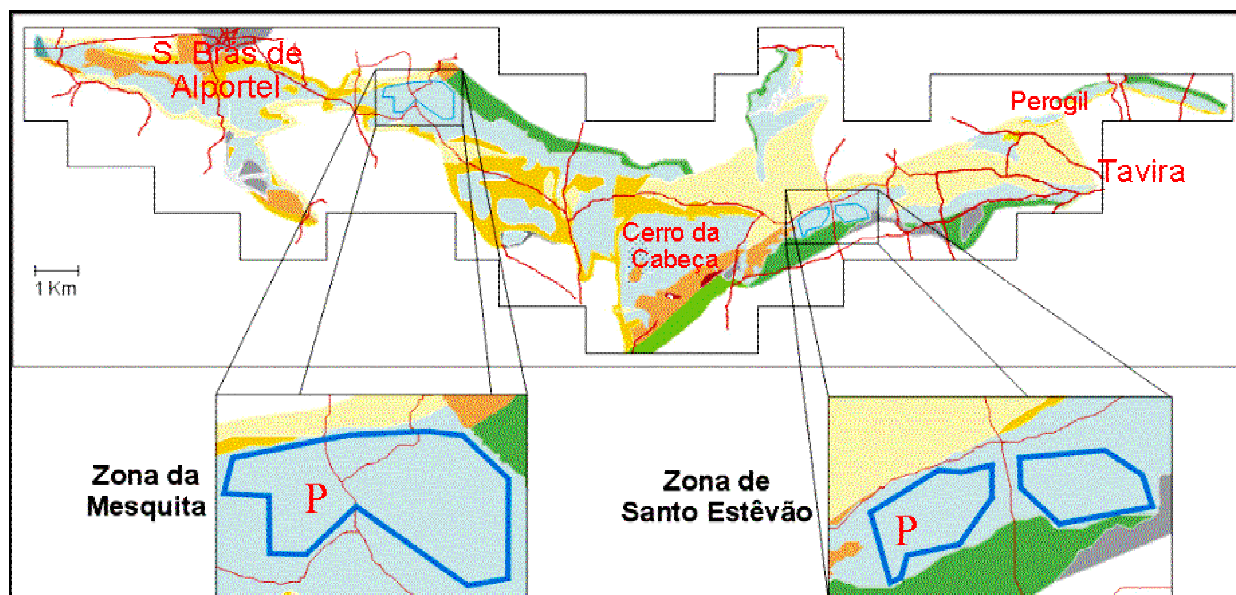 S. Brás de
Alportel
Perogil
Tavira
Cerro da
Cabeça
1 Km
Zona da
Mesquita
P
Zona de
Santo Estêvão
P